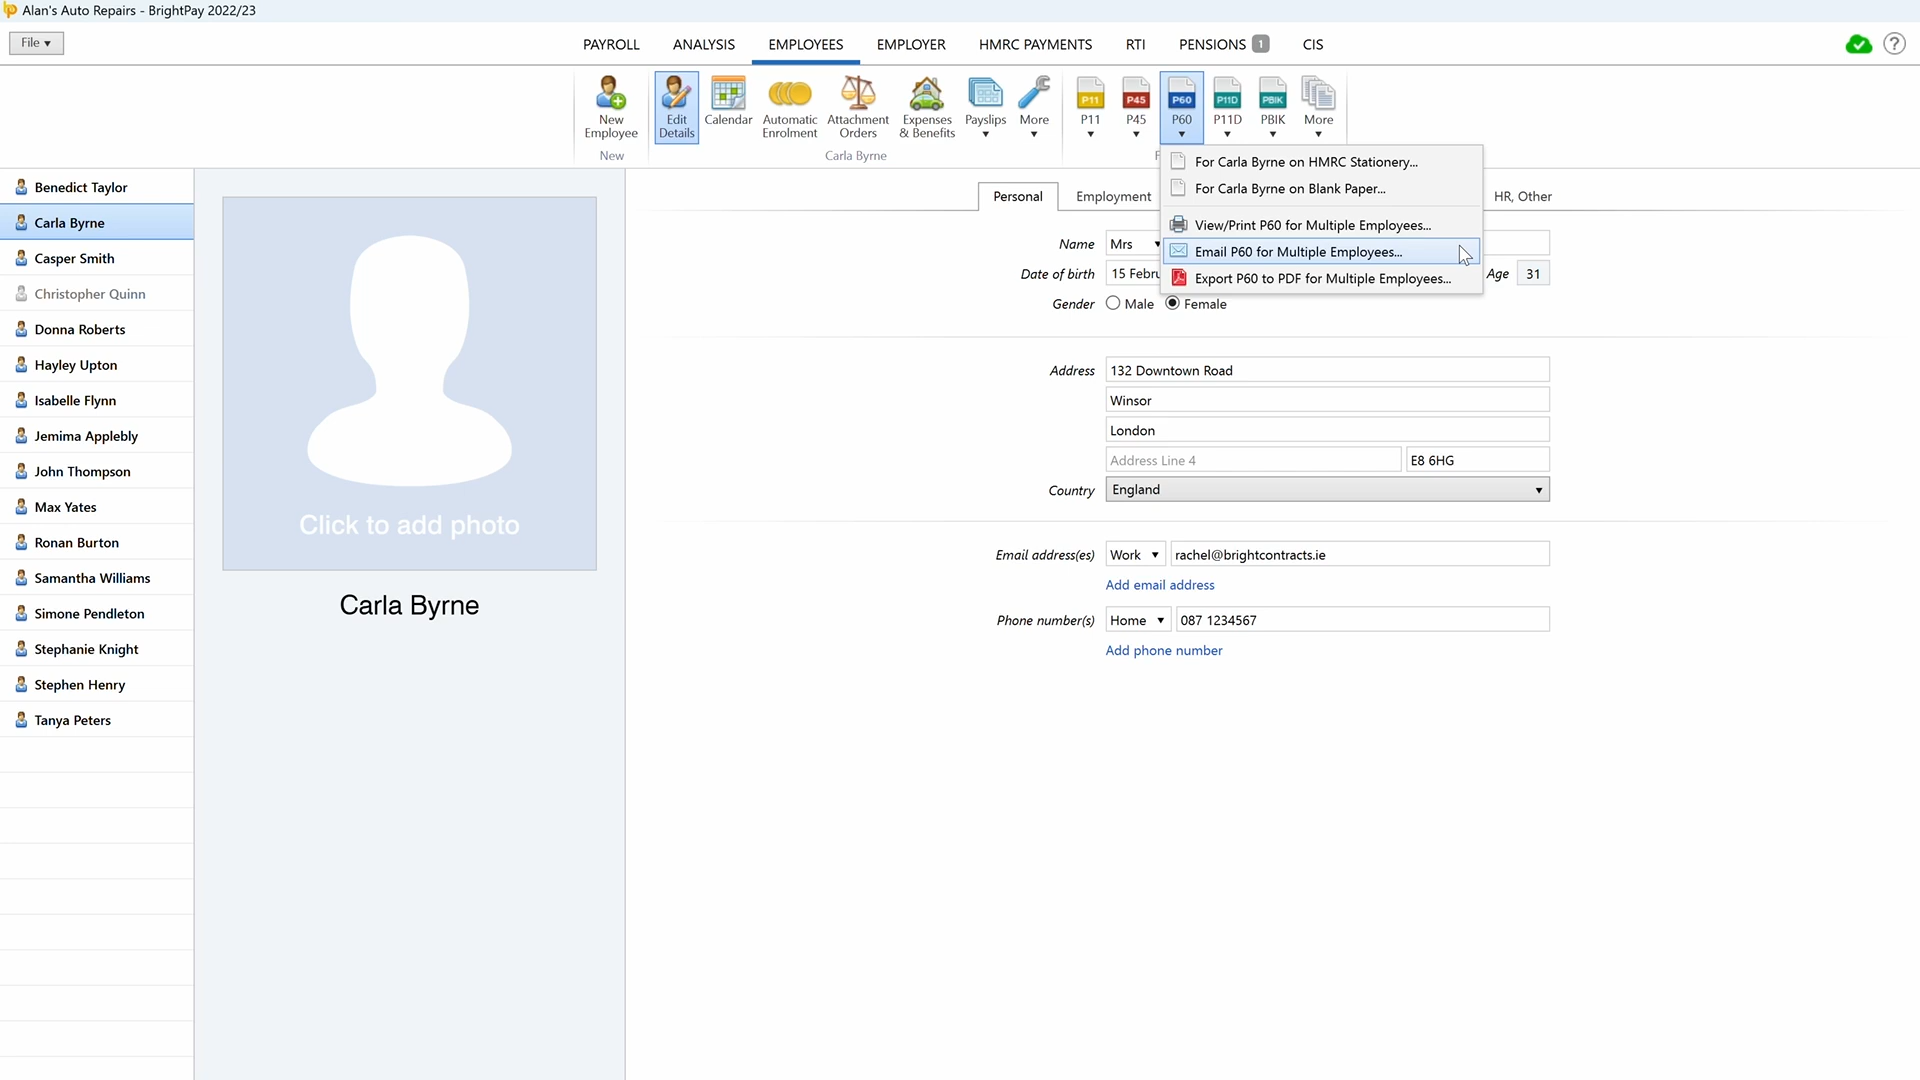 Alan's Auto Repairs - BrightPay 2022/23
File
PAYROLL
ANALYSIS
EMPLOYEES
EMPLOYER
HMRC PAYMENTS
RTI
PENSIONS 1
CIS
?
New
Employee
New
Edit
Details
Calendar
Automatic
Enrolment
Attachment
Orders
Expenses
& Benefits
Payslips
More
Carla Byrne
P11
P11
P45
P45
P60
P60
P11D
P11D
PBIK
PBIK
More
For Carla Byrne on HMRC Stationery...
For Carla Byrne on Blank Paper...
View/Print P60 for Multiple Employees...
Email P60 for Multiple Employees...
Export P60 to PDF for Multiple Employees...
Benedict Taylor
Carla Byrne
Casper Smith
Christopher Quinn
Donna Roberts
Hayley Upton
Isabelle Flynn
Jemima Applebly
John Thompson
Max Yates
Ronan Burton
Samantha Williams
Simone Pendleton
Stephanie Knight
Stephen Henry
Tanya Peters
Click to add photo
Carla Byrne
Personal
Employment
HR, Other
Name Mrs
Date of birth 15 Febru
Age 31
Gender Male Female
Address 132 Downtown Road
Winsor
London
Address Line 4 E8 6HG
Country England
Email address(es) Work rachel@brightcontracts.ie
Add email address
Phone number(s) Home 087 1234567
Add phone number